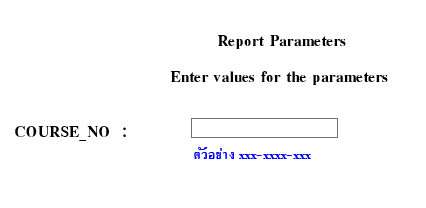 Report Parameters
Enter values for the parameters
COURSE_NO :
ตัวอย่าง xxx-xxxx-xxx